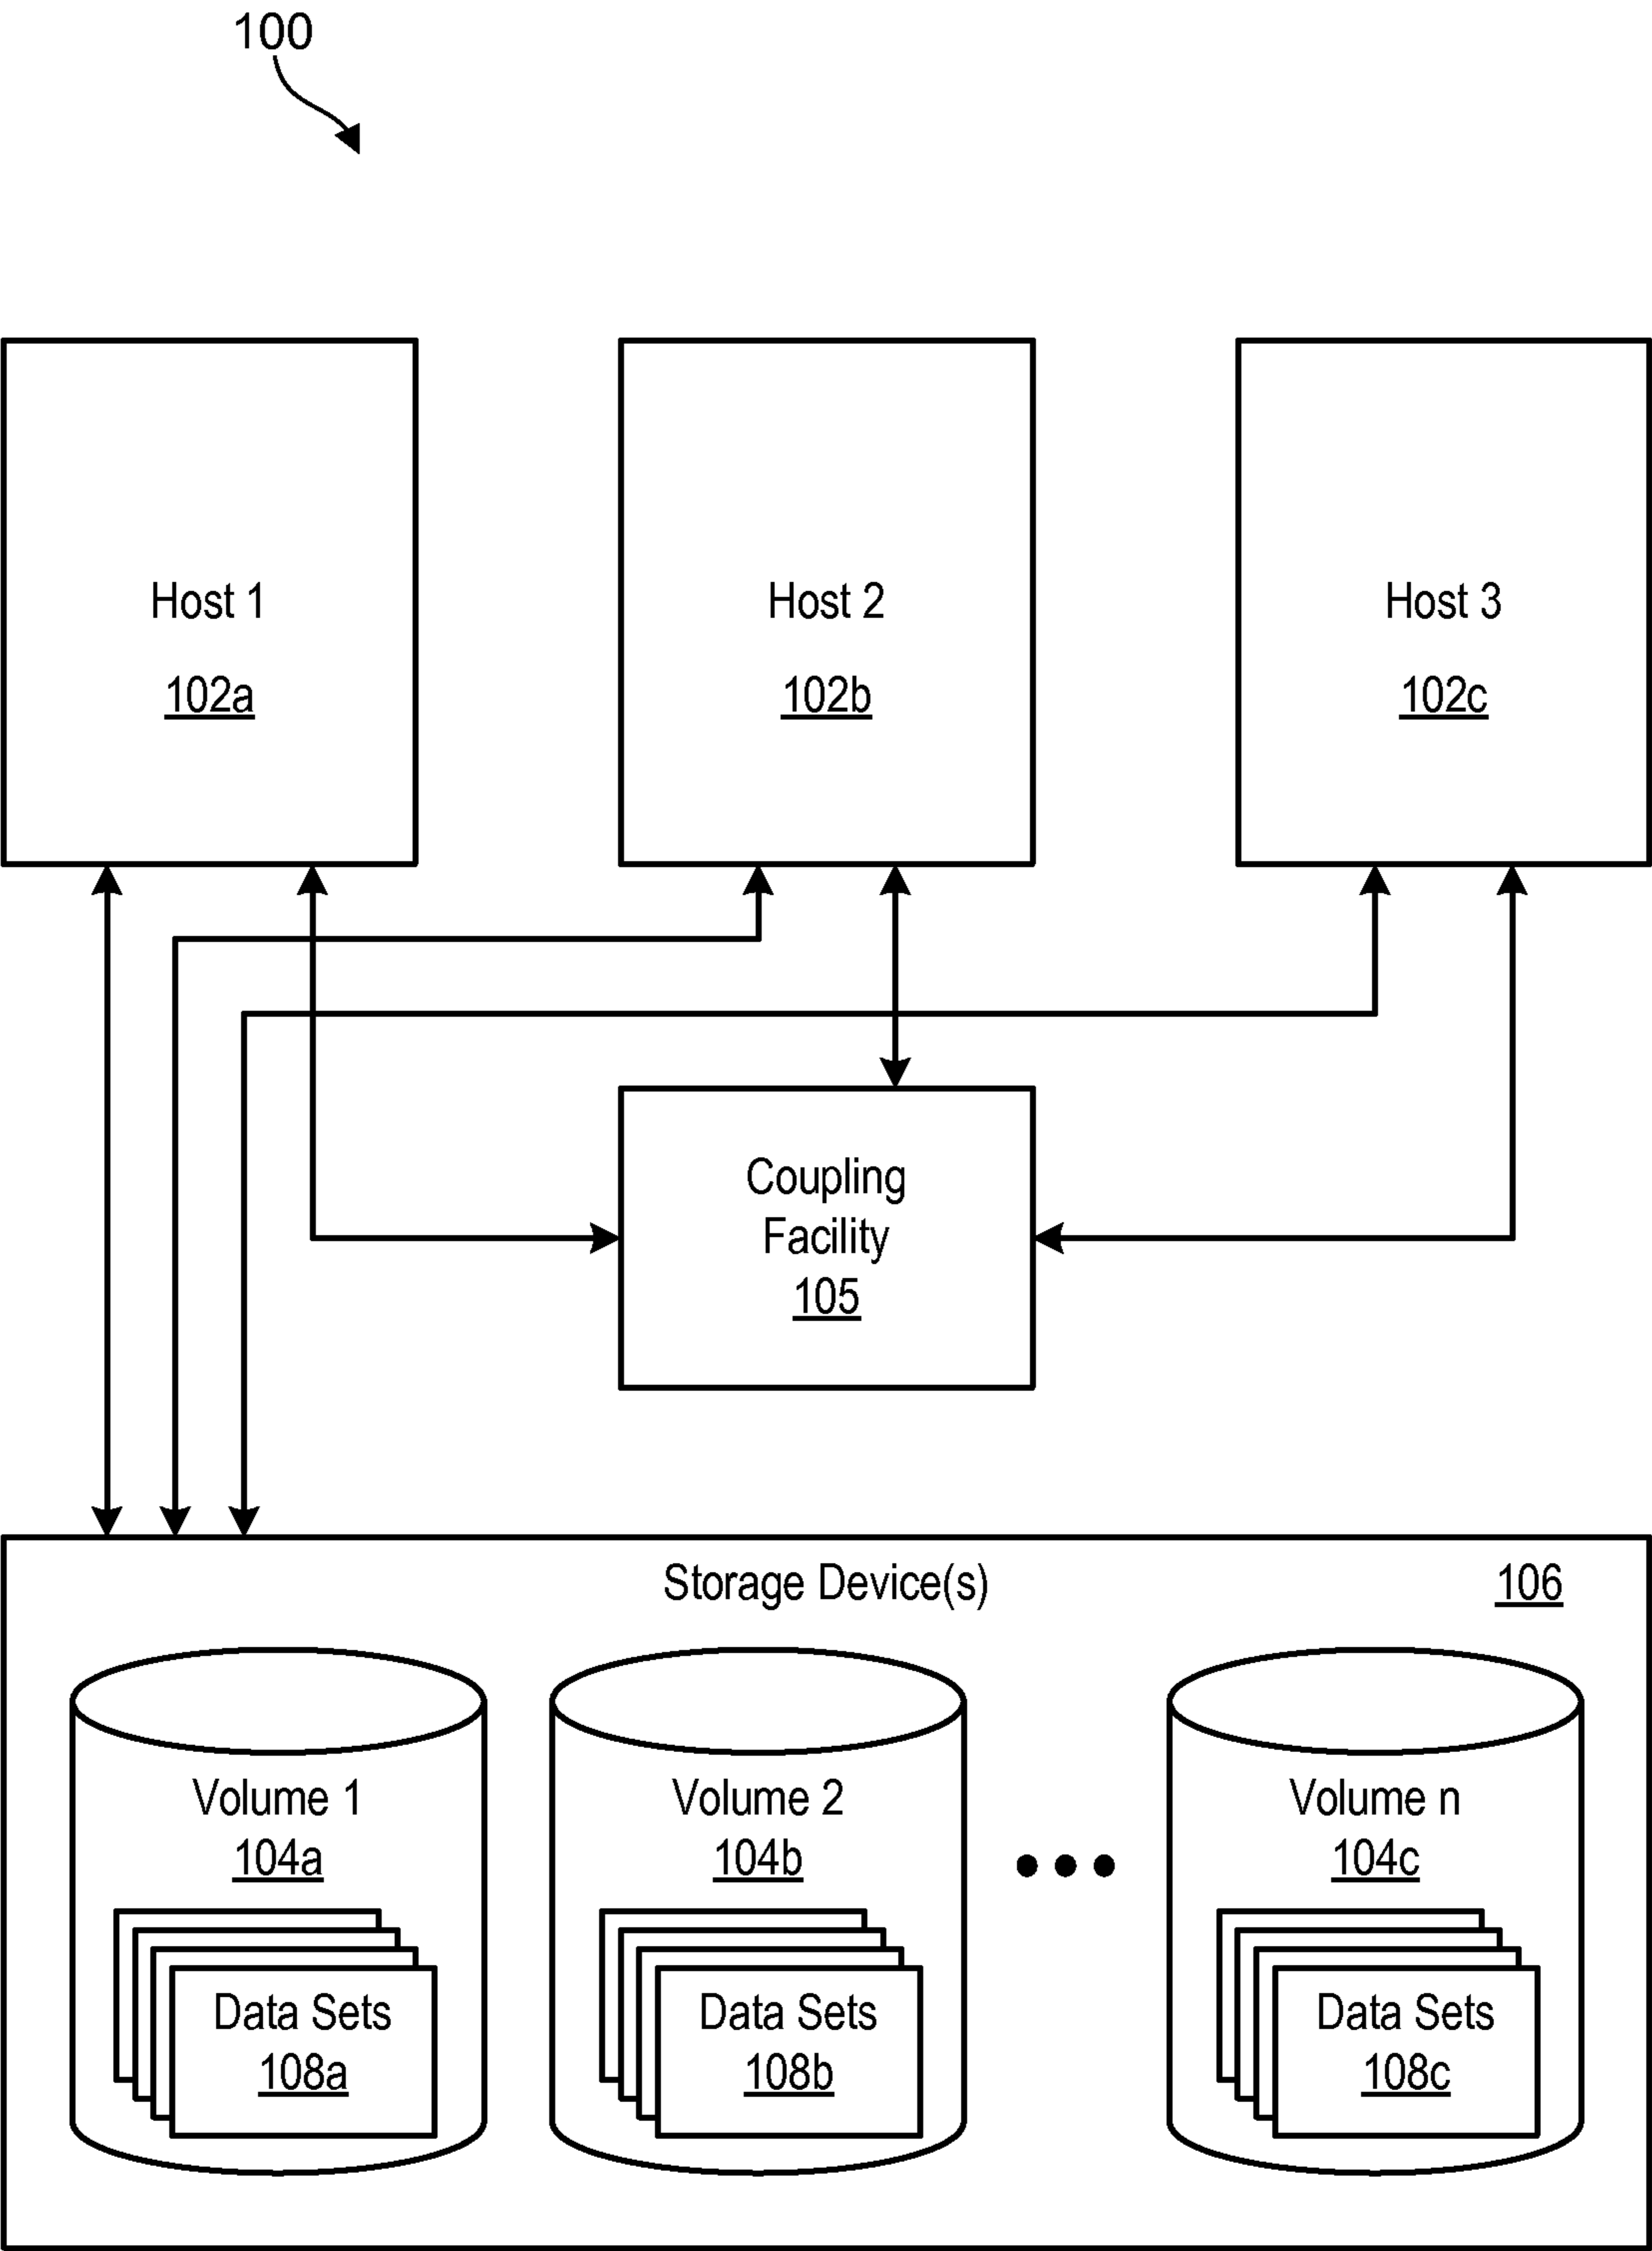 100
Host 1
102a
Host 2
102b
Host 3
102c
Coupling
Facility
105
Storage Device(s)
106
Volume 1
104a
Data Sets
108a
Volume 2
104b
Data Sets
108b
Volume n
104c
Data Sets
108c